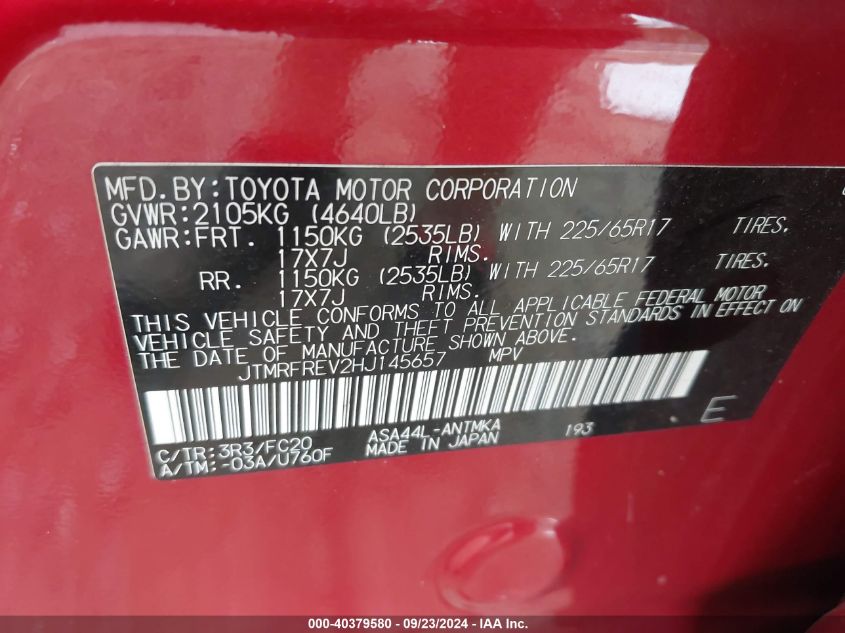 MFD. BY:TOYOTA MOTOR CORPORATION
GVWR:2105KG (4640LB)
GAWR:FRT. 1150KG (2535LB) WITH 225/65R17 TIRES.
17X7J RIMS.
RR. 1150KG (2535LB) WITH 225/65R17 TIRES.
17X7J RIMS.
THIS VEHICLE CONFORMS TO ALL APPLICABLE FEDERAL MOTOR
VEHICLE SAFETY AND THEFT PREVENTION STANDARDS IN EFFECT ON
THE DATE OF MANUFACTURE SHOWN ABOVE.
JTMRFREV2HJ145657 MPV
C/TR:3R3/FC20 ASA44L-ANTMKA 193 E
A/TM:-03A/U760F MADE IN JAPAN
000-40379580 - 09/23/2024 - IAA Inc.